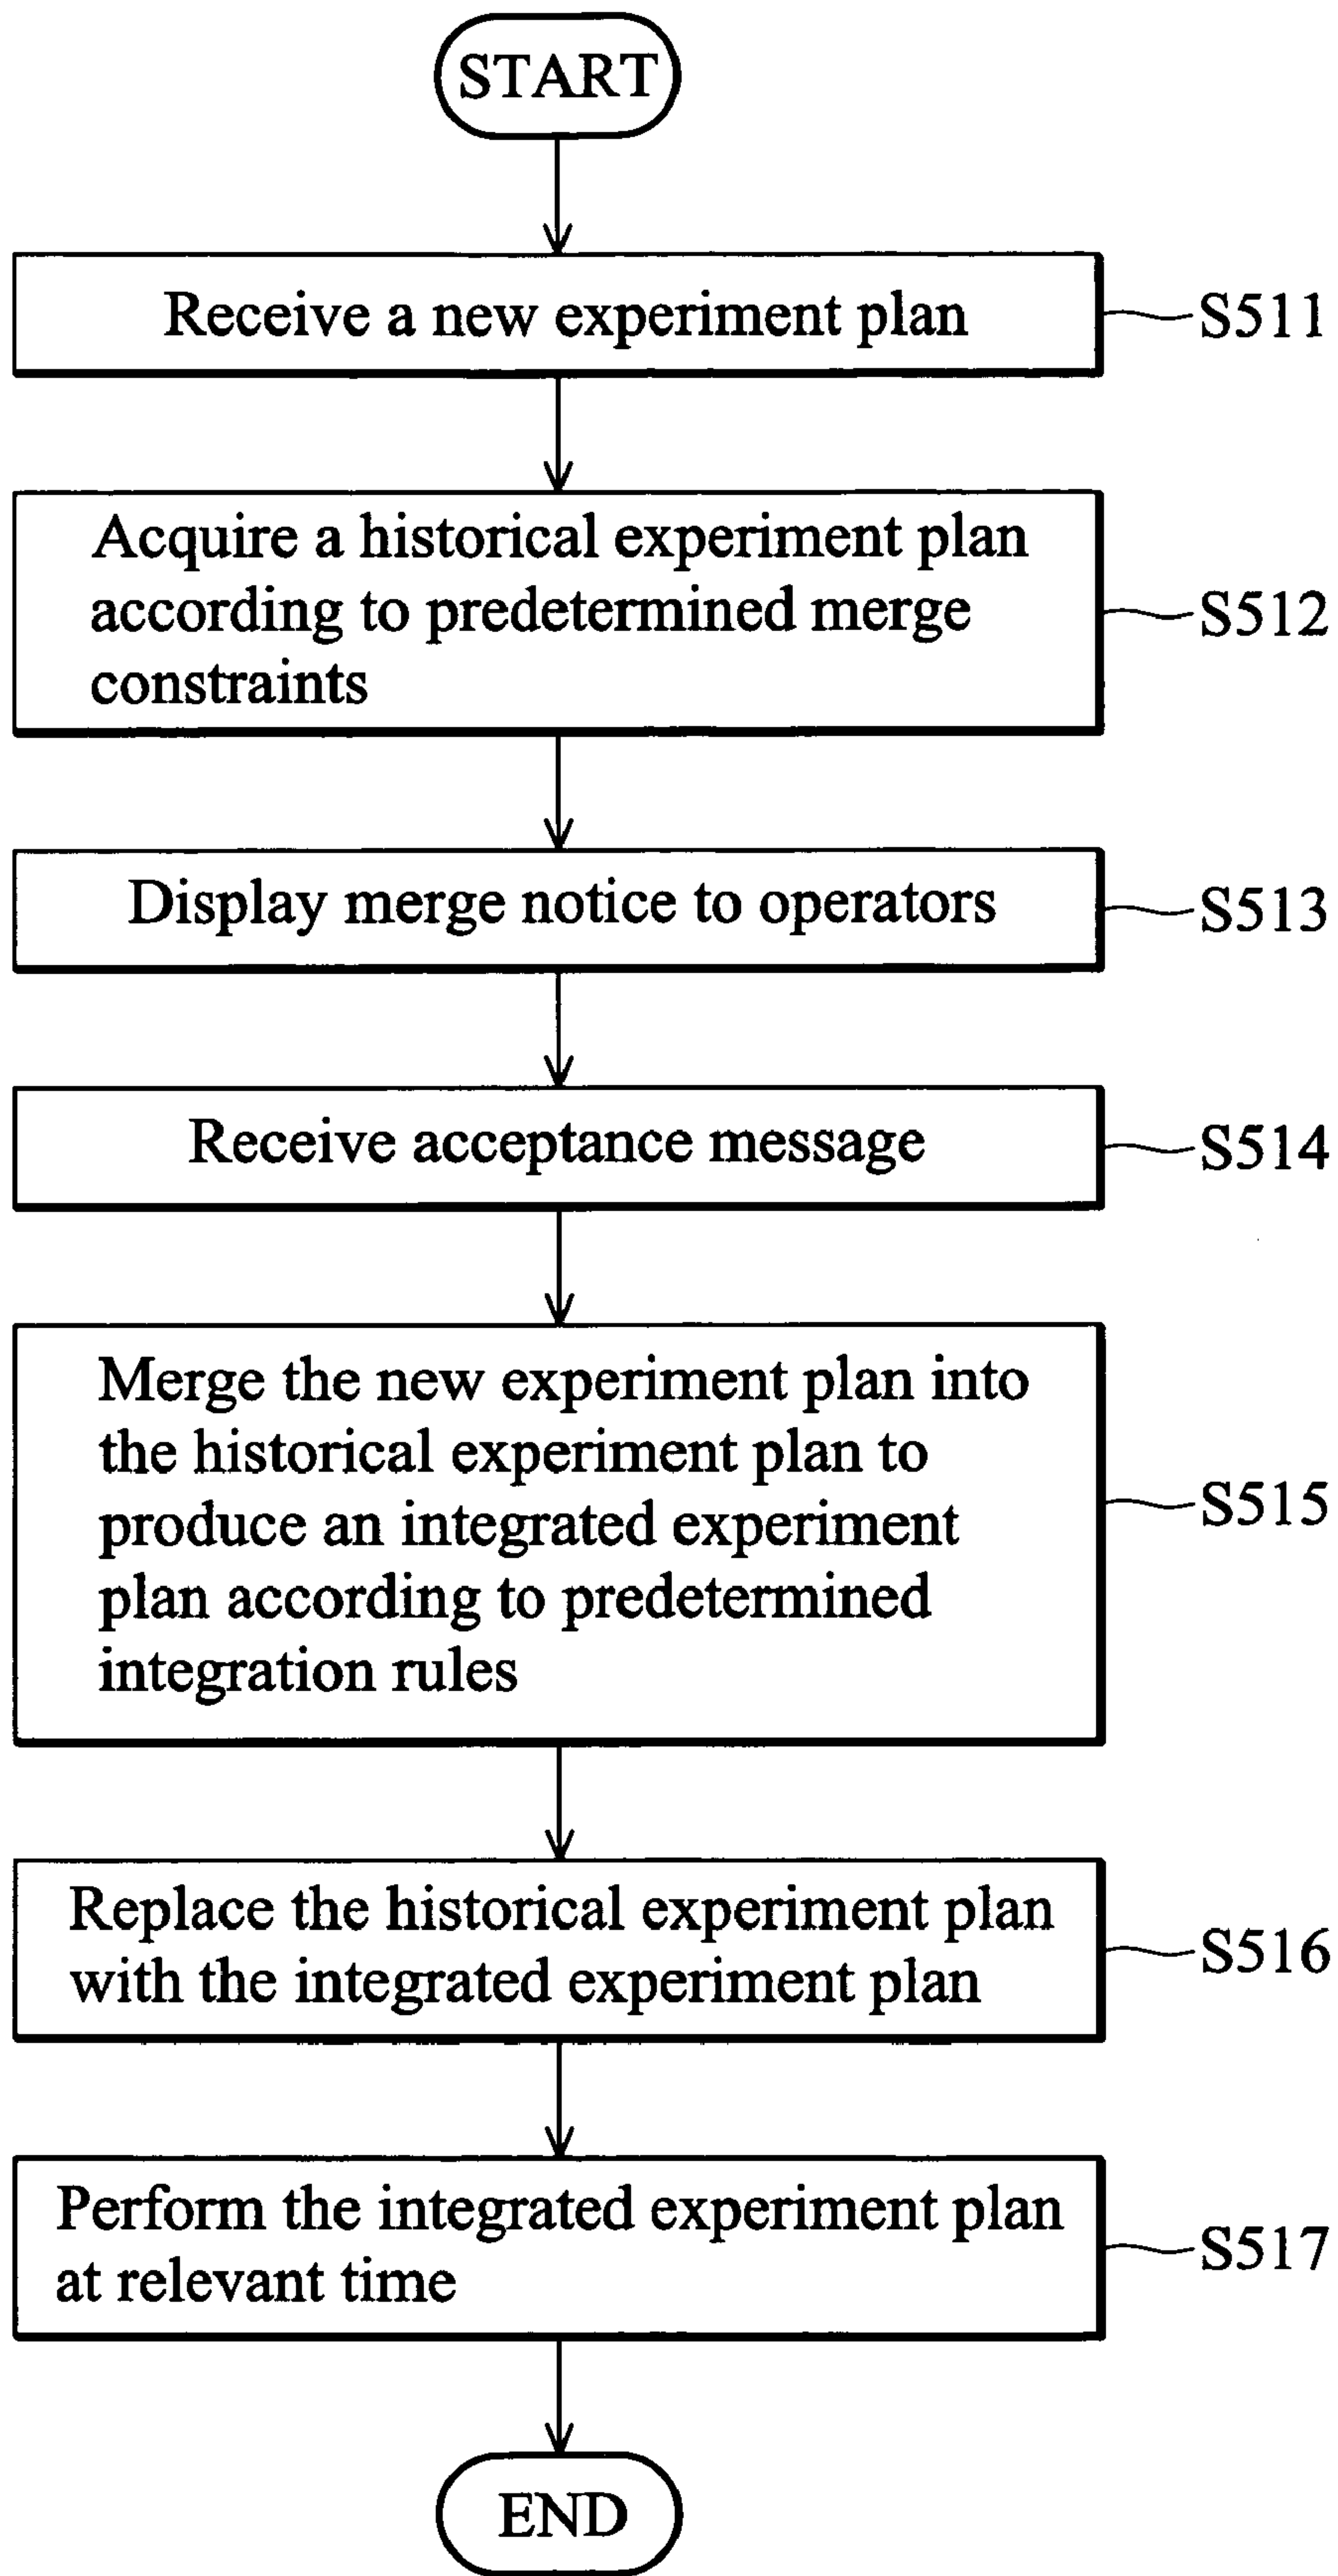 START
Receive a new experiment plan
S511
Acquire a historical experiment plan
according to predetermined merge
constraints
S512
Display merge notice to operators
S513
Receive acceptance message
S514
Merge the new experiment plan into
the historical experiment plan to
produce an integrated experiment
plan according to predetermined
integration rules
S515
Replace the historical experiment plan
with the integrated experiment plan
S516
Perform the integrated experiment plan
at relevant time
S517
END